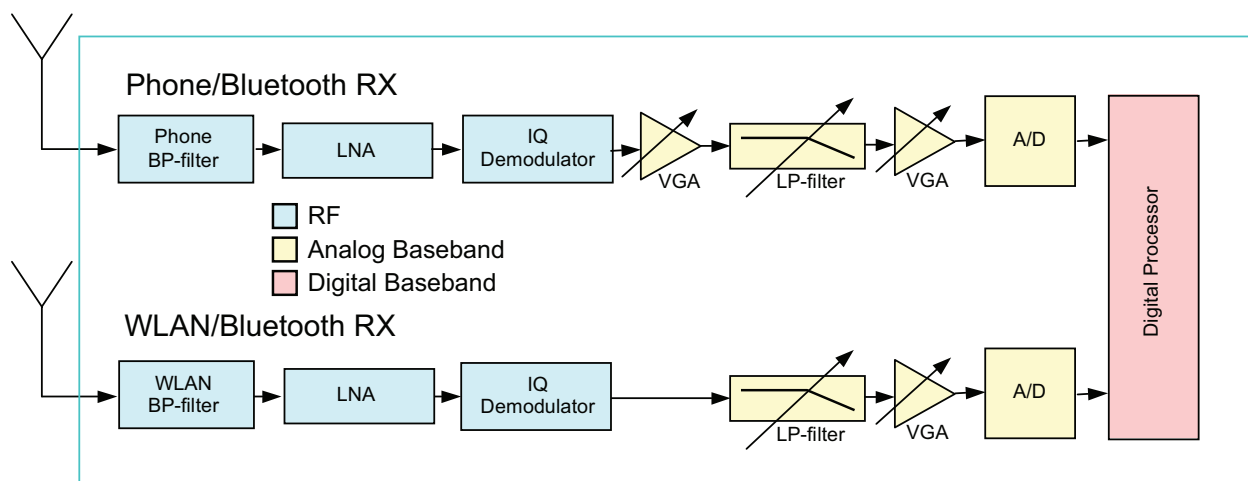 Phone/Bluetooth RX
Phone
BP-filter
LNA
IQ
Demodulator
VGA
LP-filter
VGA
A/D
Digital Processor
RF
Analog Baseband
Digital Baseband
WLAN/Bluetooth RX
WLAN
BP-filter
LNA
IQ
Demodulator
LP-filter
VGA
A/D